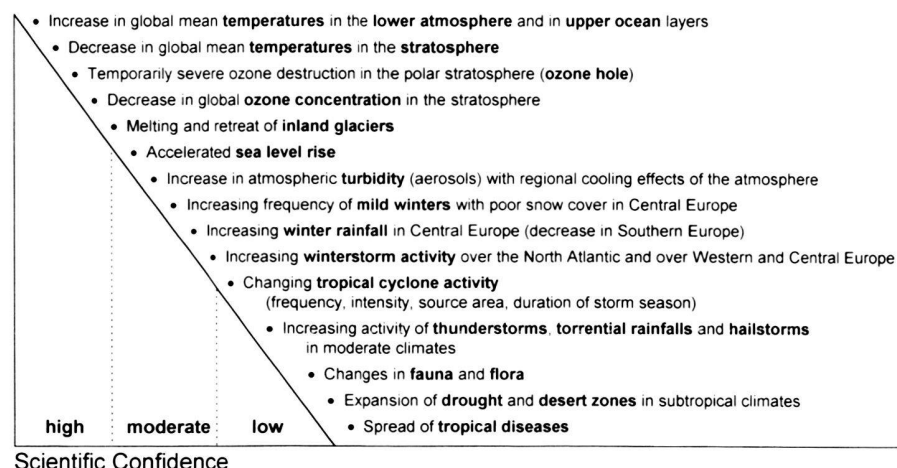 • Increase in global mean temperatures in the lower atmosphere and in upper ocean layers
• Decrease in global mean temperatures in the stratosphere
• Temporarily severe ozone destruction in the polar stratosphere (ozone hole)
• Decrease in global ozone concentration in the stratosphere
• Melting and retreat of inland glaciers
• Accelerated sea level rise
• Increase in atmospheric turbidity (aerosols) with regional cooling effects of the atmosphere
• Increasing frequency of mild winters with poor snow cover in Central Europe
• Increasing winter rainfall in Central Europe (decrease in Southern Europe)
• Increasing winterstorm activity over the North Atlantic and over Western and Central Europe
• Changing tropical cyclone activity
(frequency, intensity, source area, duration of storm season)
• Increasing activity of thunderstorms, torrential rainfalls and hailstorms
in moderate climates
• Changes in fauna and flora
• Expansion of drought and desert zones in subtropical climates
• Spread of tropical diseases
high moderate low
Scientific Confidence